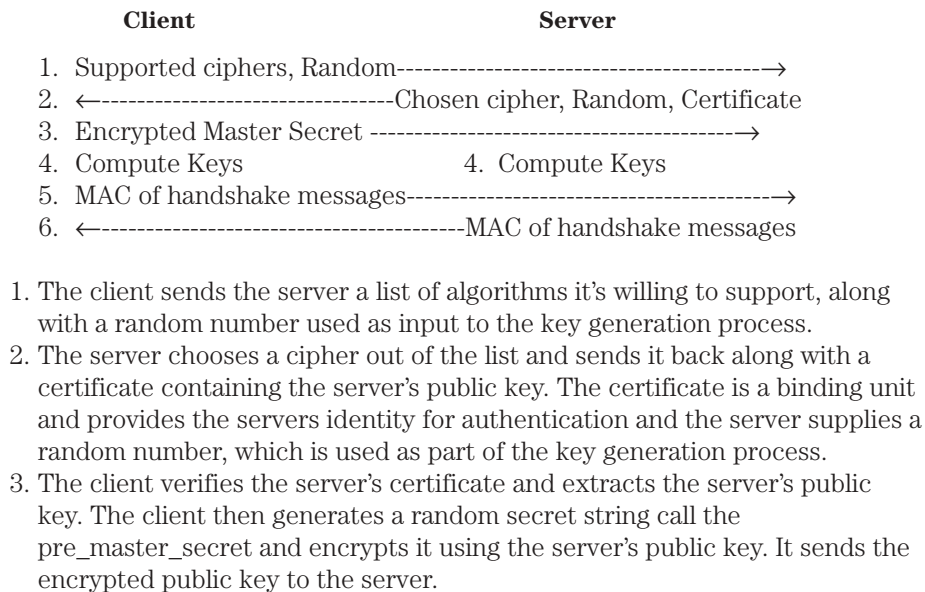 Client Server
1. Supported ciphers, Random----------------------------------------→
2. ←---------------------------------Chosen cipher, Random, Certificate
3. Encrypted Master Secret ----------------------------------------→
4. Compute Keys 4. Compute Keys
5. MAC of handshake messages----------------------------------------→
6. ←-----------------------------------------MAC of handshake messages
1. The client sends the server a list of algorithms it's willing to support, along
with a random number used as input to the key generation process.
2. The server chooses a cipher out of the list and sends it back along with a
certificate containing the server's public key. The certificate is a binding unit
and provides the servers identity for authentication and the server supplies a
random number, which is used as part of the key generation process.
3. The client verifies the server's certificate and extracts the server's public
key. The client then generates a random secret string call the
pre_master_secret and encrypts it using the server's public key. It sends the
encrypted public key to the server.